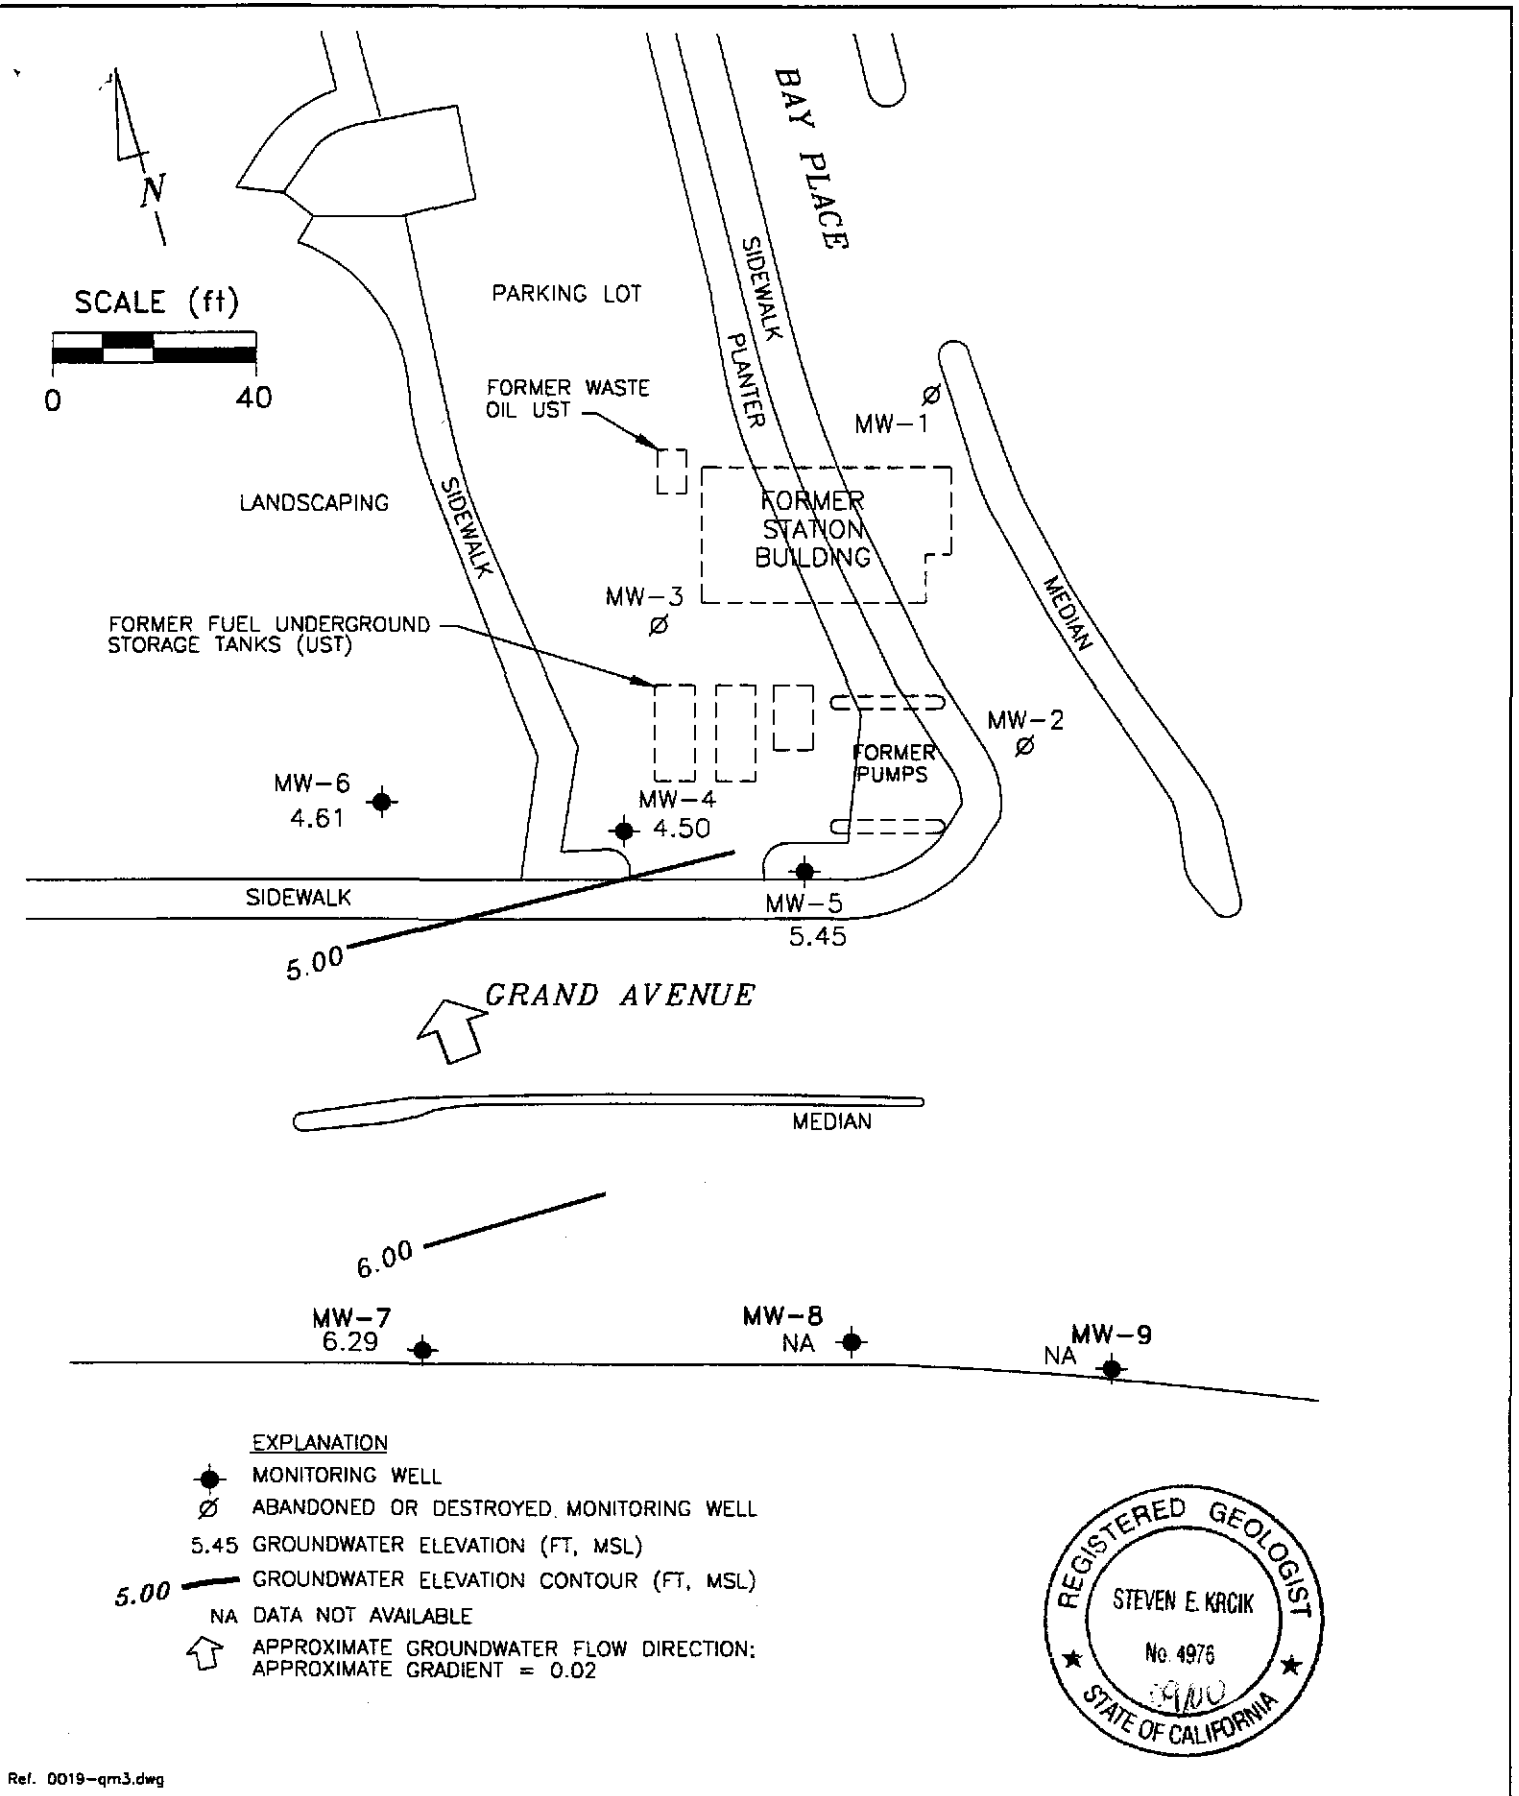 BAY PLACE
N
SCALE (ft)
0 40
PARKING LOT
SIDEWALK
PLANTER
FORMER WASTE
OIL UST
MW-1
LANDSCAPING
SIDEWALK
FORMER
STATION
BUILDING
MEDIAN
MW-3
FORMER FUEL UNDERGROUND
STORAGE TANKS (UST)
MW-2
FORMER
PUMPS
MW-6
4.61
MW-4
4.50
SIDEWALK
MW-5
5.45
5.00
GRAND AVENUE
MEDIAN
6.00
MW-7
6.29
MW-8
NA
MW-9
NA
EXPLANATION
MONITORING WELL
ABANDONED OR DESTROYED MONITORING WELL
5.45 GROUNDWATER ELEVATION (FT, MSL)
5.00 GROUNDWATER ELEVATION CONTOUR (FT, MSL)
NA DATA NOT AVAILABLE
APPROXIMATE GROUNDWATER FLOW DIRECTION;
APPROXIMATE GRADIENT = 0.02
REGISTERED GEOLOGIST
STEVEN E. KRCIK
No. 4976
STATE OF CALIFORNIA
Ref. 0019-qm3.dwg